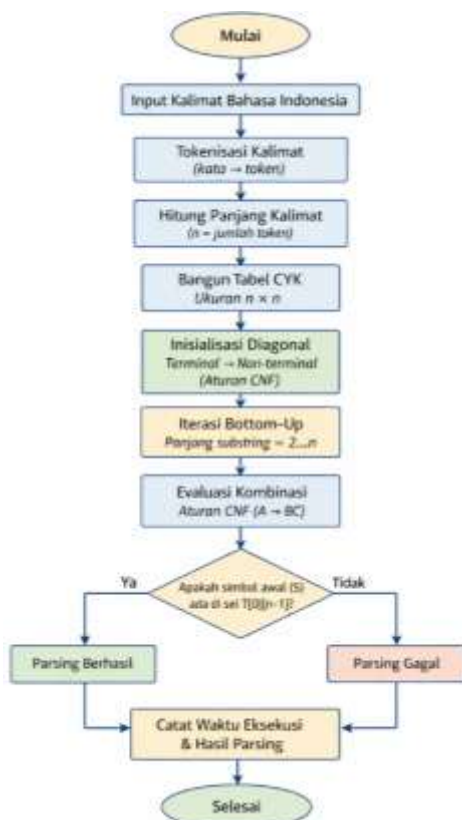 Mulai
Input Kalimat Bahasa Indonesia
Tokenisasi Kalimat
(kata → token)
Hitung Panjang Kalimat
(n = jumlah token)
Bangun Tabel CYK
Ukuran n × n
Inisialisasi Diagonal
Terminal → Non-terminal
(Aturan CNF)
Iterasi Bottom-Up
Panjang substring = 2...n
Evaluasi Kombinasi
Aturan CNF (A → BC)
Apakah simbul awal (S)
ada di sel T[0][n-1]?
Ya
Tidak
Parsing Berhasil
Parsing Gagal
Catat Waktu Eksekusi
& Hasil Parsing
Selesai